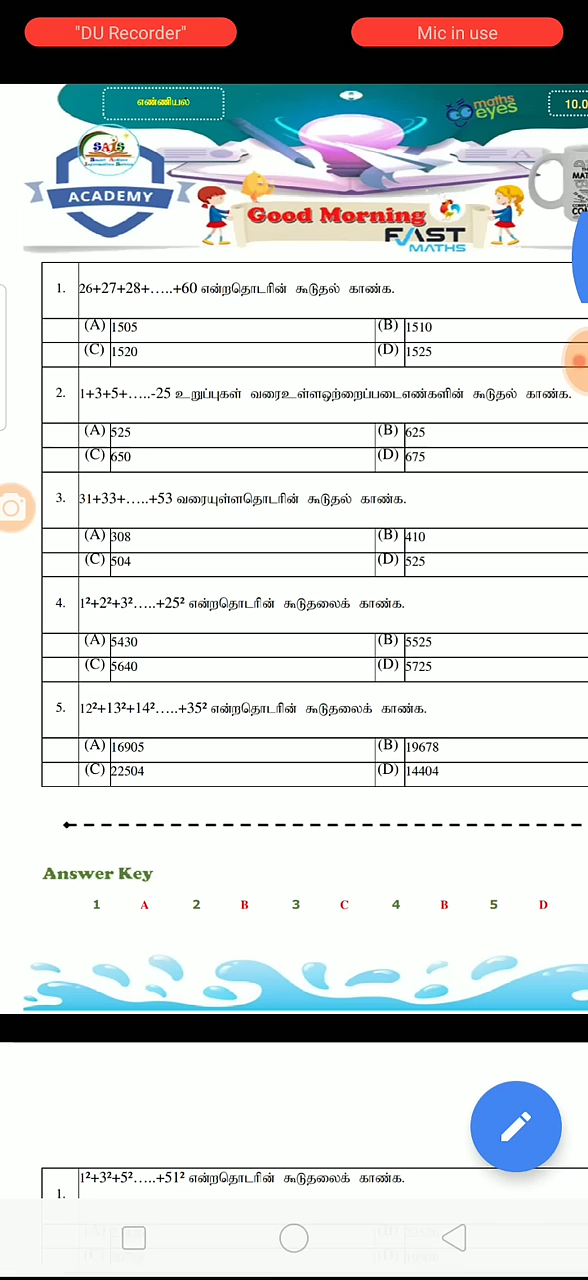 "DU Recorder"
Mic in use
எண்ணியல்
maths
eyes
10.0
SAIS
ACADEMY
Good Morning
FAST
MATHS
1. 26+27+28+.....+60 என்றதொடரின் கூடுதல் காண்க.
(A) 1505 (B) 1510
(C) 1520 (D) 1525
2. 1+3+5+.....-25 உறுப்புகள் வரைஉள்ளஒற்றைப்படைஎண்களின் கூடுதல் காண்க.
(A) 525 (B) 625
(C) 650 (D) 675
3. 31+33+.....+53 வரையுள்ளதொடரின் கூடுதல் காண்க.
(A) 308 (B) 410
(C) 504 (D) 525
4. 1²+2²+3².....+25² என்றதொடரின் கூடுதலைக் காண்க.
(A) 5430 (B) 5525
(C) 5640 (D) 5725
5. 12²+13²+14².....+35² என்றதொடரின் கூடுதலைக் காண்க.
(A) 16905 (B) 19678
(C) 22504 (D) 14404
Answer Key
1 A 2 B 3 C 4 B 5 D
1. 1²+3²+5².....+51² என்றதொடரின் கூடுதலைக் காண்க.